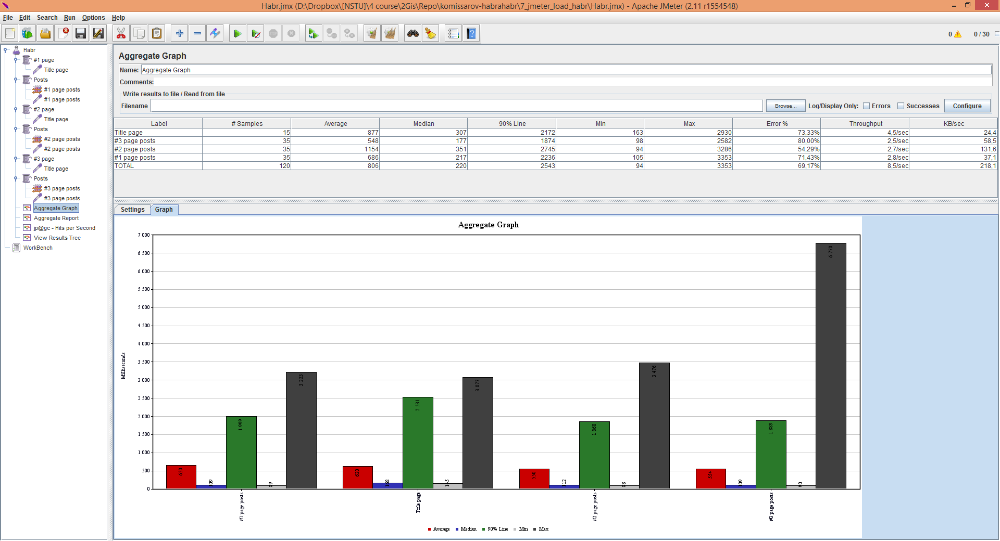 Habr.jmx (D:\Dropbox\[NSTU]\4 course\2Gis\Repo\komissarov-habrahabr\7_jmeter_load_habr\Habr.jmx) - Apache JMeter (2.11 r1554548)
File Edit Search Run Options Help
0 0 / 30
Habr
#1 page
Title page
Posts
#1 page posts
#1 page posts
#2 page
Title page
Posts
#2 page posts
#2 page posts
#3 page
Title page
Posts
#3 page posts
#3 page posts
Aggregate Graph
Aggregate Report
jp@gc - Hits per Second
View Results Tree
WorkBench
Aggregate Graph
Name: Aggregate Graph
Comments:
Write results to file / Read from file
Filename Browse... Log/Display Only: Errors Successes Configure
Label # Samples Average Median 90% Line Min Max Error % Throughput KB/sec
Title page 15 877 307 2172 163 2930 73,33% 4,5/sec 24,4
#3 page posts 35 548 177 1874 98 2582 80,00% 2,5/sec 58,5
#2 page posts 35 1154 351 2745 94 3286 54,29% 2,7/sec 131,6
#1 page posts 35 686 217 2236 105 3353 71,43% 2,8/sec 37,1
TOTAL 120 806 220 2543 94 3353 69,17% 8,5/sec 218,1
Settings Graph
Aggregate Graph
7 000
6 500
6 000
5 500
5 000
4 500
4 000
3 500
3 000
2 500
2 000
1 500
1 000
500
0
Milliseconds
650 109 1 999 89 3 223
620 168 2 531 145 3 077
550 112 1 860 88 3 476
554 109 1 889 90 6 770
#1 page posts
Title page
#2 page posts
#3 page posts
Average Median 90% Line Min Max